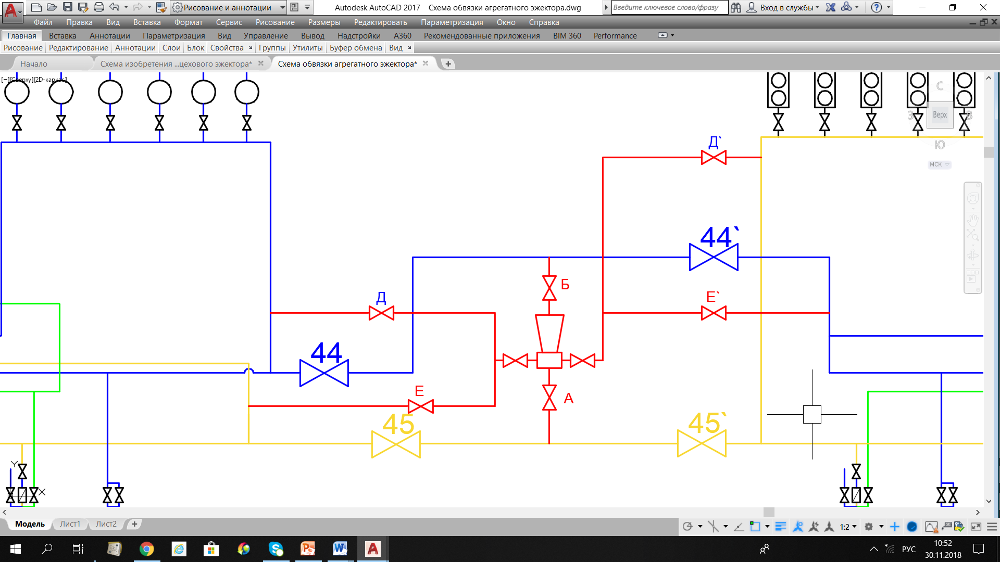 Рисование и аннотации
Autodesk AutoCAD 2017 Схема обвязки агрегатного эжектора.dwg
Введите ключевое слово/фразу
Вход в службы
Файл Правка Вид Вставка Формат Сервис Рисование Размеры Редактировать Параметризация Окно Справка
Главная Вставка Аннотации Параметризация Вид Управление Вывод Надстройки A360 Рекомендованные приложения BIM 360 Performance
Рисование Редактирование Аннотации Слои Блок Свойства Группы Утилиты Буфер обмена Вид
Начало Схема изобретения ...цехового эжектора* Схема обвязки агрегатного эжектора*
[−][Сверху][2D-каркас]
С
З Верх В
Ю
МСК
Д`
44`
Б
Д
Е`
44
Е
А
45
45`
Y
X
Модель Лист1 Лист2
1:2
РУС
10:52
30.11.2018